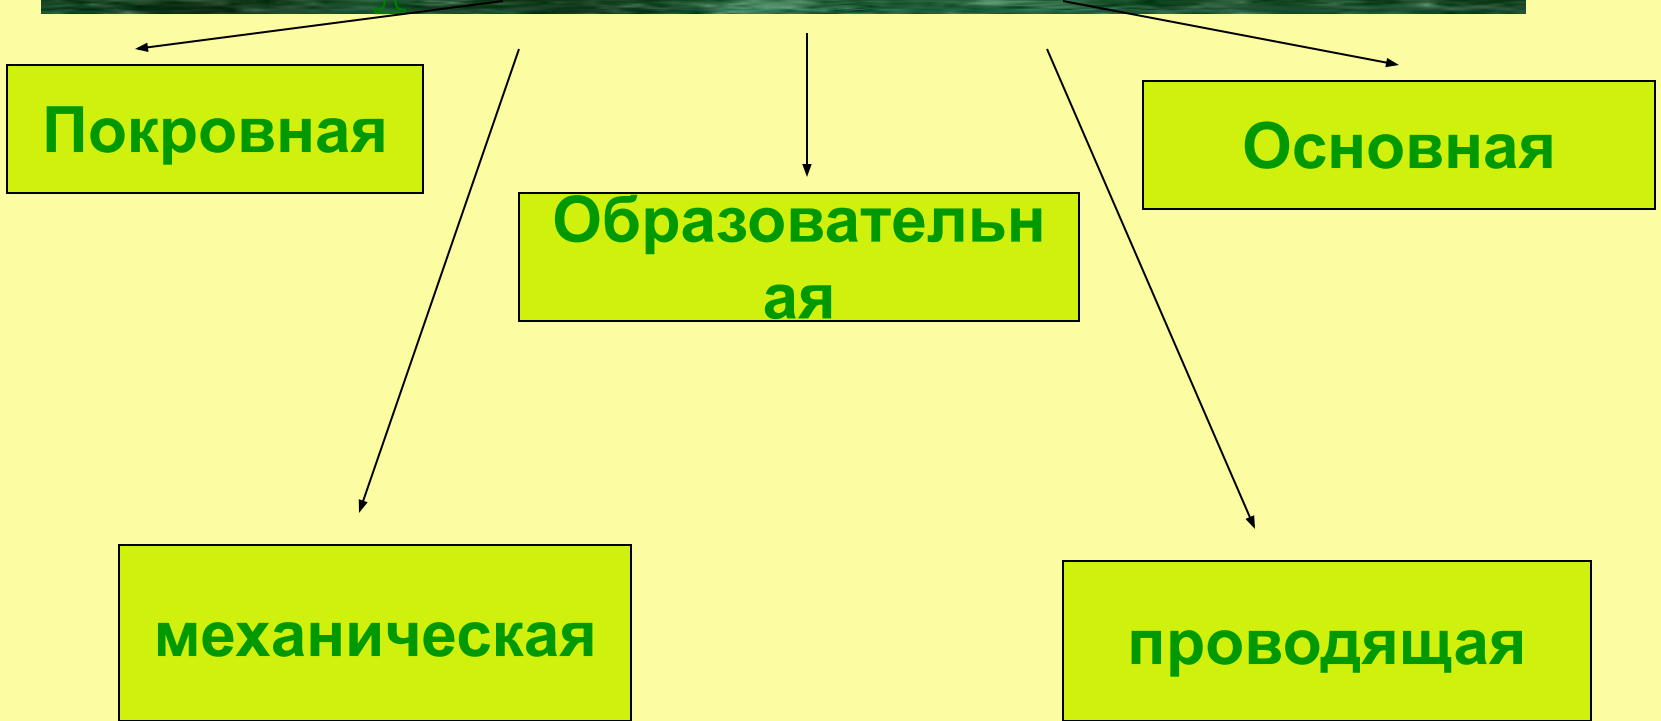 Покровная
Основная
Образовательн
ая
механическая
проводящая